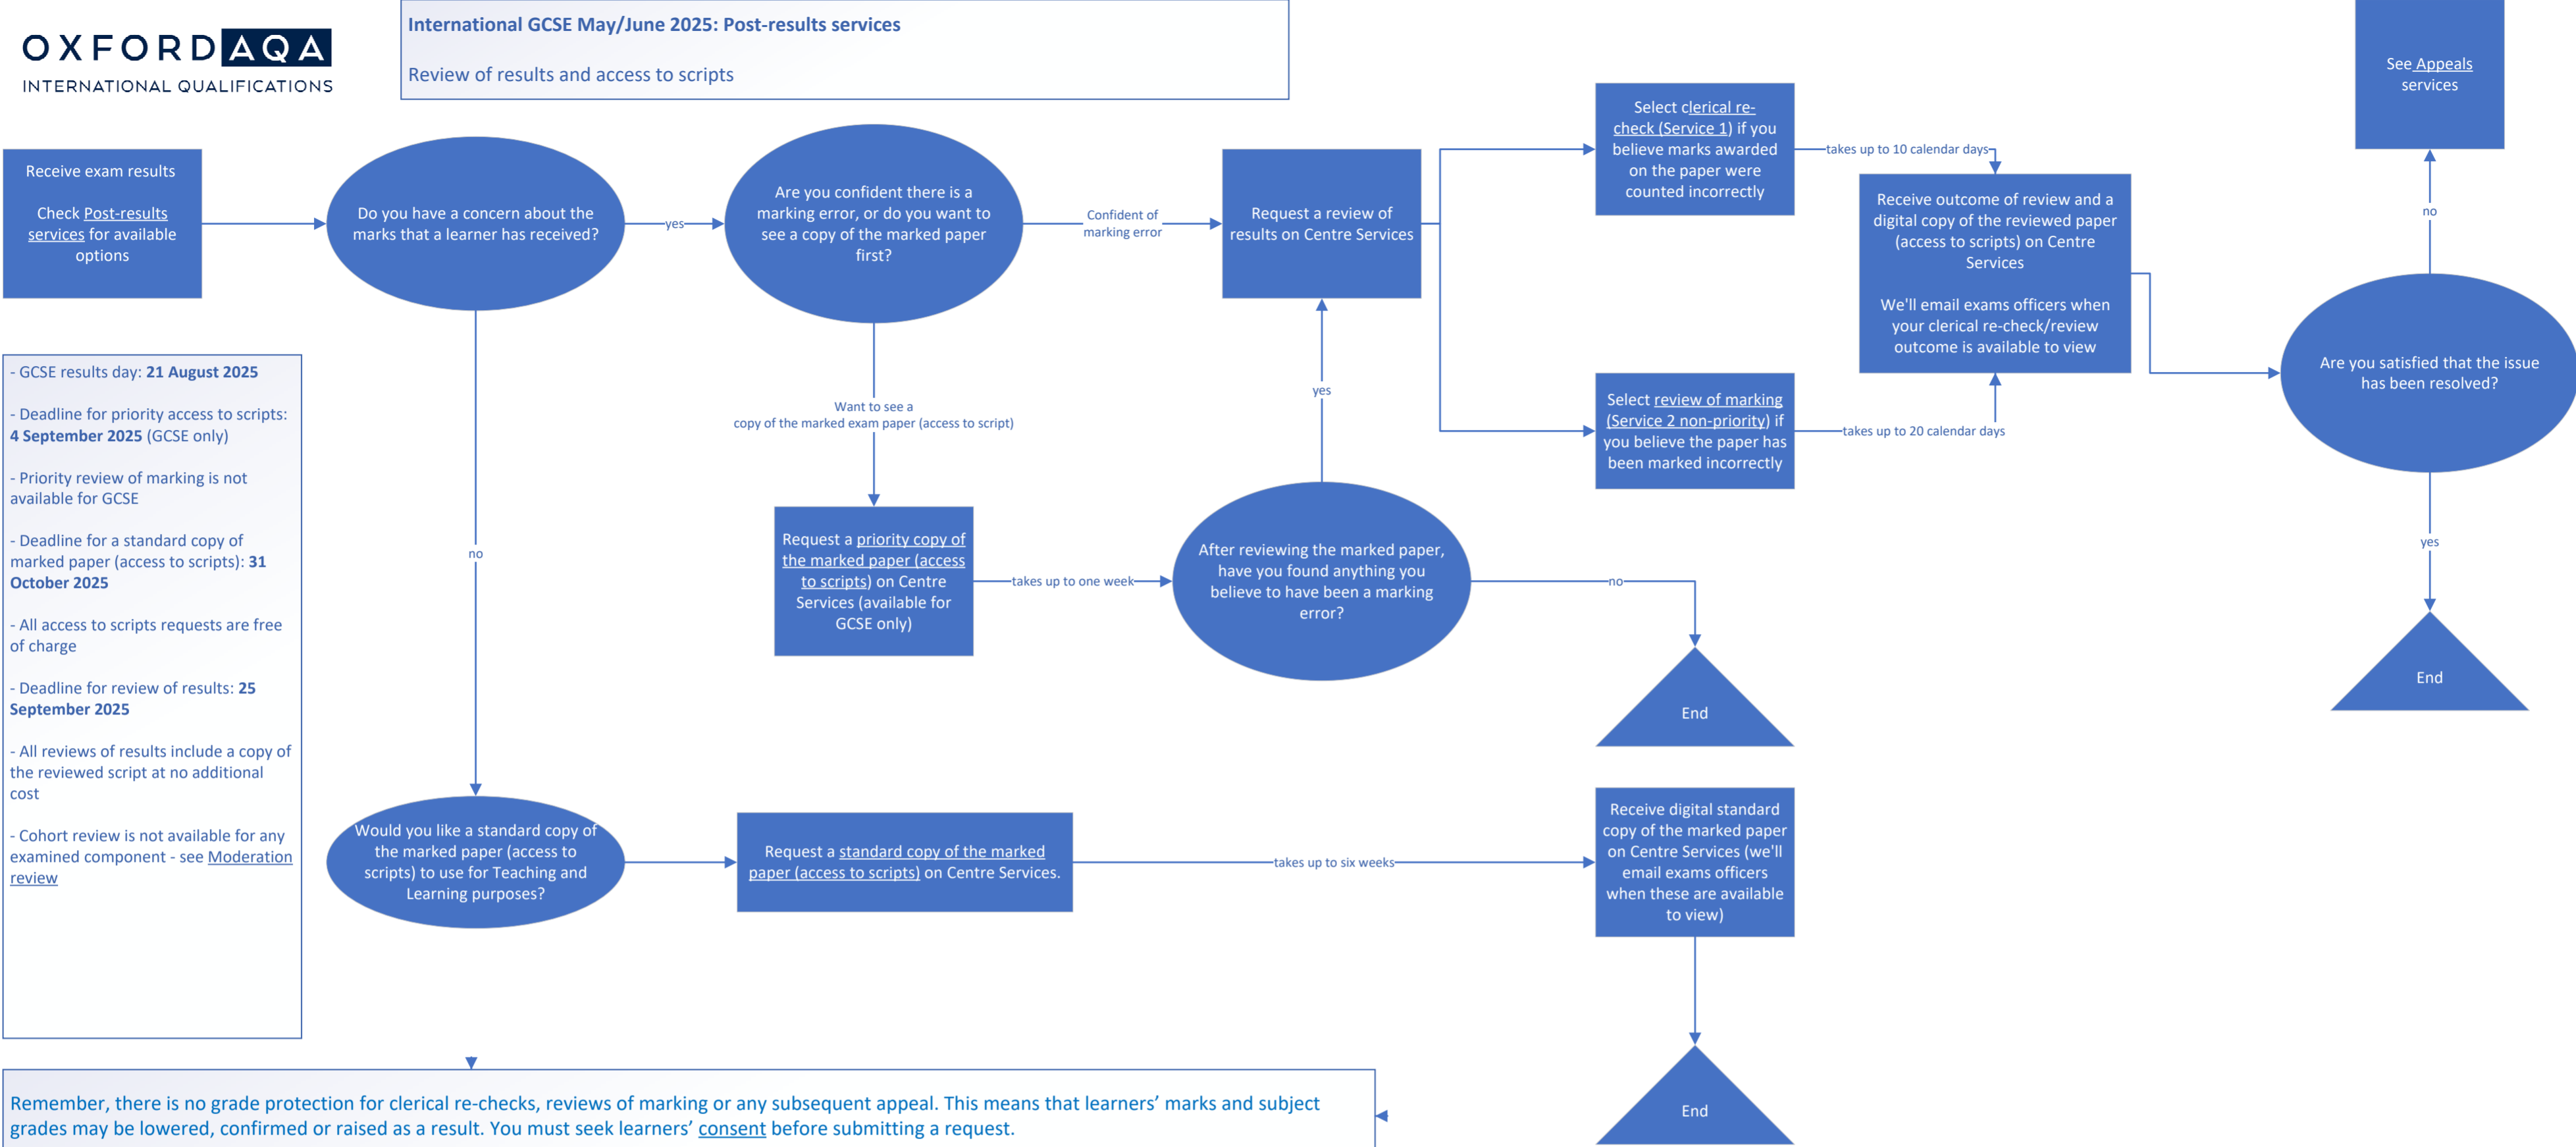 OXFORDAQA
INTERNATIONAL QUALIFICATIONS
International GCSE May/June 2025: Post-results services
Review of results and access to scripts
Receive exam results
Check Post-results
services for available
options
Do you have a concern about the
marks that a learner has received?
yes
Are you confident there is a
marking error, or do you want to
see a copy of the marked paper
first?
Confident of
marking error
Request a review of
results on Centre Services
Select clerical re-
check (Service 1) if you
believe marks awarded
on the paper were
counted incorrectly
takes up to 10 calendar days
Receive outcome of review and a
digital copy of the reviewed paper
(access to scripts) on Centre
Services
We'll email exams officers when
your clerical re-check/review
outcome is available to view
See Appeals
services
no
Are you satisfied that the issue
has been resolved?
yes
End
Select review of marking
(Service 2 non-priority) if
you believe the paper has
been marked incorrectly
takes up to 20 calendar days
- GCSE results day: 21 August 2025
- Deadline for priority access to scripts:
4 September 2025 (GCSE only)
- Priority review of marking is not
available for GCSE
- Deadline for a standard copy of
marked paper (access to scripts): 31
October 2025
- All access to scripts requests are free
of charge
- Deadline for review of results: 25
September 2025
- All reviews of results include a copy of
the reviewed script at no additional
cost
- Cohort review is not available for any
examined component - see Moderation
review
no
Want to see a
copy of the marked exam paper (access to script)
Request a priority copy of
the marked paper (access
to scripts) on Centre
Services (available for
GCSE only)
takes up to one week
yes
After reviewing the marked paper,
have you found anything you
believe to have been a marking
error?
no
End
Would you like a standard copy of
the marked paper (access to
scripts) to use for Teaching and
Learning purposes?
Request a standard copy of the marked
paper (access to scripts) on Centre Services.
takes up to six weeks
Receive digital standard
copy of the marked paper
on Centre Services (we'll
email exams officers
when these are available
to view)
End
Remember, there is no grade protection for clerical re-checks, reviews of marking or any subsequent appeal. This means that learners’ marks and subject
grades may be lowered, confirmed or raised as a result. You must seek learners’ consent before submitting a request.